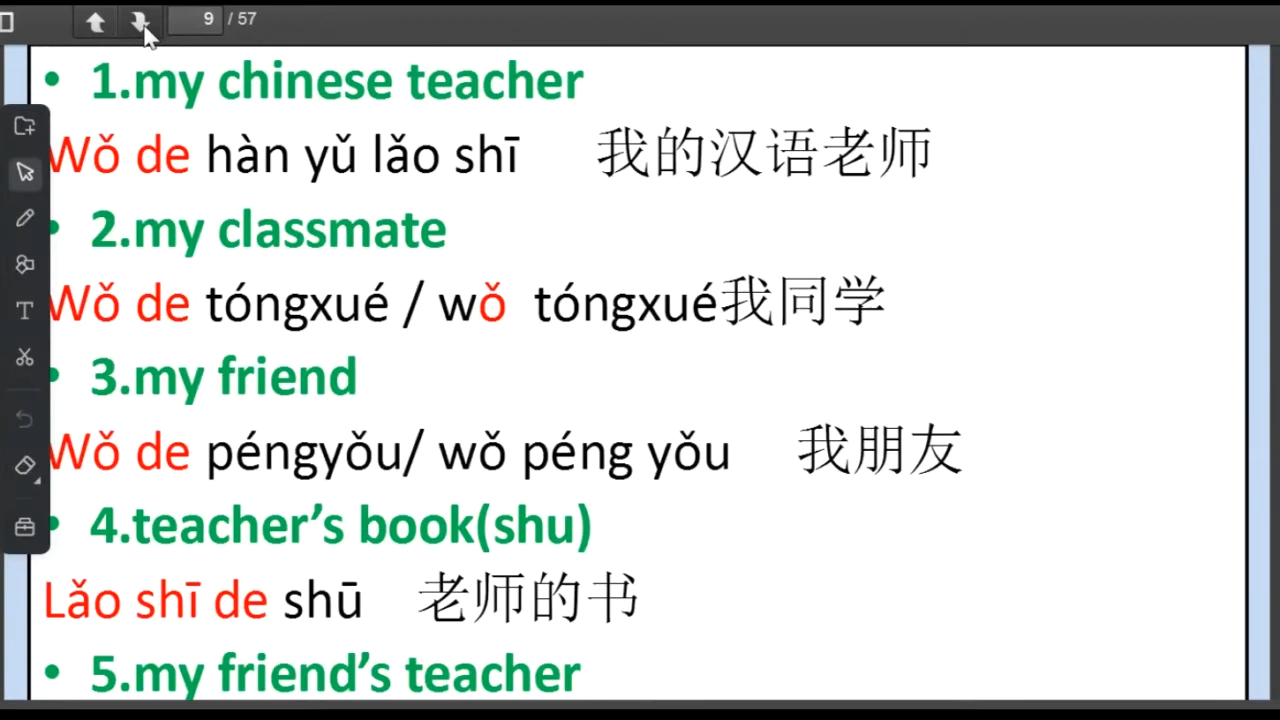 9 / 57
• 1.my chinese teacher
Wǒ de hàn yǔ lǎo shī 我的汉语老师
• 2.my classmate
Wǒ de tóngxué / wǒ tóngxué我同学
• 3.my friend
Wǒ de péngyǒu/ wǒ péng yǒu 我朋友
• 4.teacher’s book(shu)
Lǎo shī de shū 老师的书
• 5.my friend’s teacher